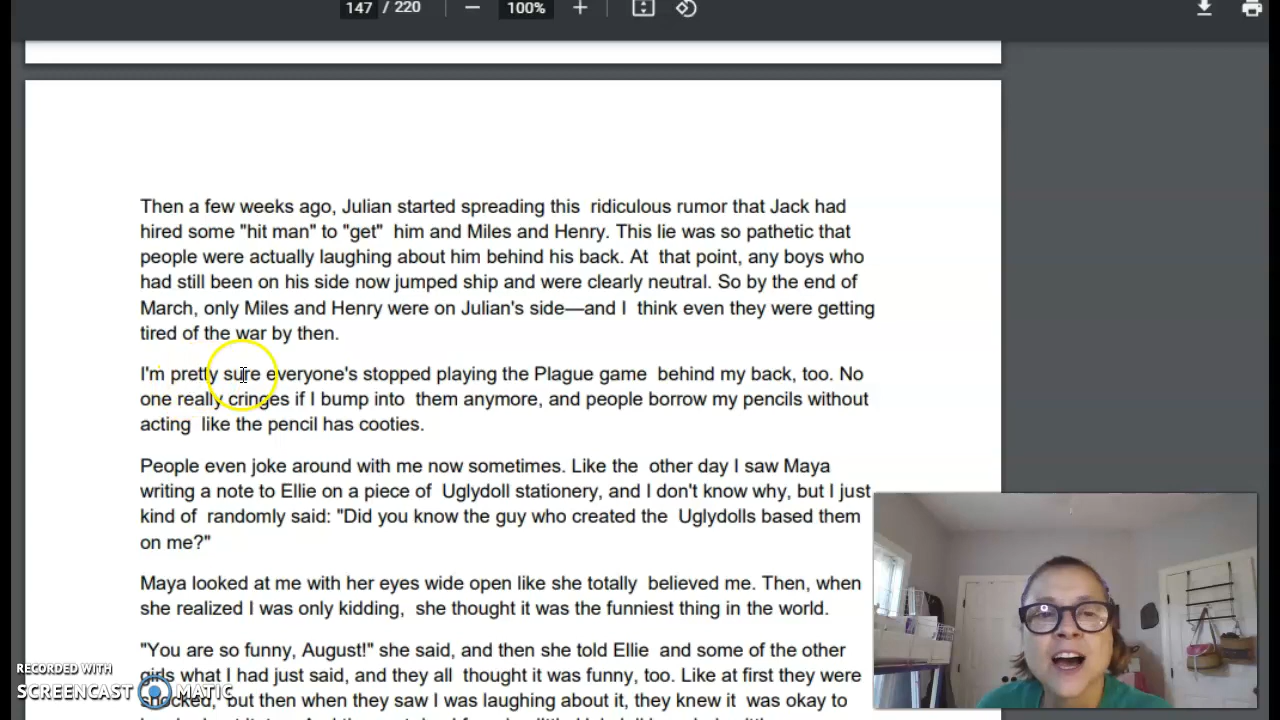 147 / 220
100%
Then a few weeks ago, Julian started spreading this ridiculous rumor that Jack had
hired some "hit man" to "get" him and Miles and Henry. This lie was so pathetic that
people were actually laughing about him behind his back. At that point, any boys who
had still been on his side now jumped ship and were clearly neutral. So by the end of
March, only Miles and Henry were on Julian's side—and I think even they were getting
tired of the war by then.
I'm pretty sure everyone's stopped playing the Plague game behind my back, too. No
one really cringes if I bump into them anymore, and people borrow my pencils without
acting like the pencil has cooties.
People even joke around with me now sometimes. Like the other day I saw Maya
writing a note to Ellie on a piece of Uglydoll stationery, and I don't know why, but I just
kind of randomly said: "Did you know the guy who created the Uglydolls based them
on me?"
Maya looked at me with her eyes wide open like she totally believed me. Then, when
she realized I was only kidding, she thought it was the funniest thing in the world.
"You are so funny, August!" she said, and then she told Ellie and some of the other
girls what I had just said, and they all thought it was funny, too. Like at first they were
shocked, but then when they saw I was laughing about it, they knew it was okay to
RECORDED WITH
SCREENCAST MATIC